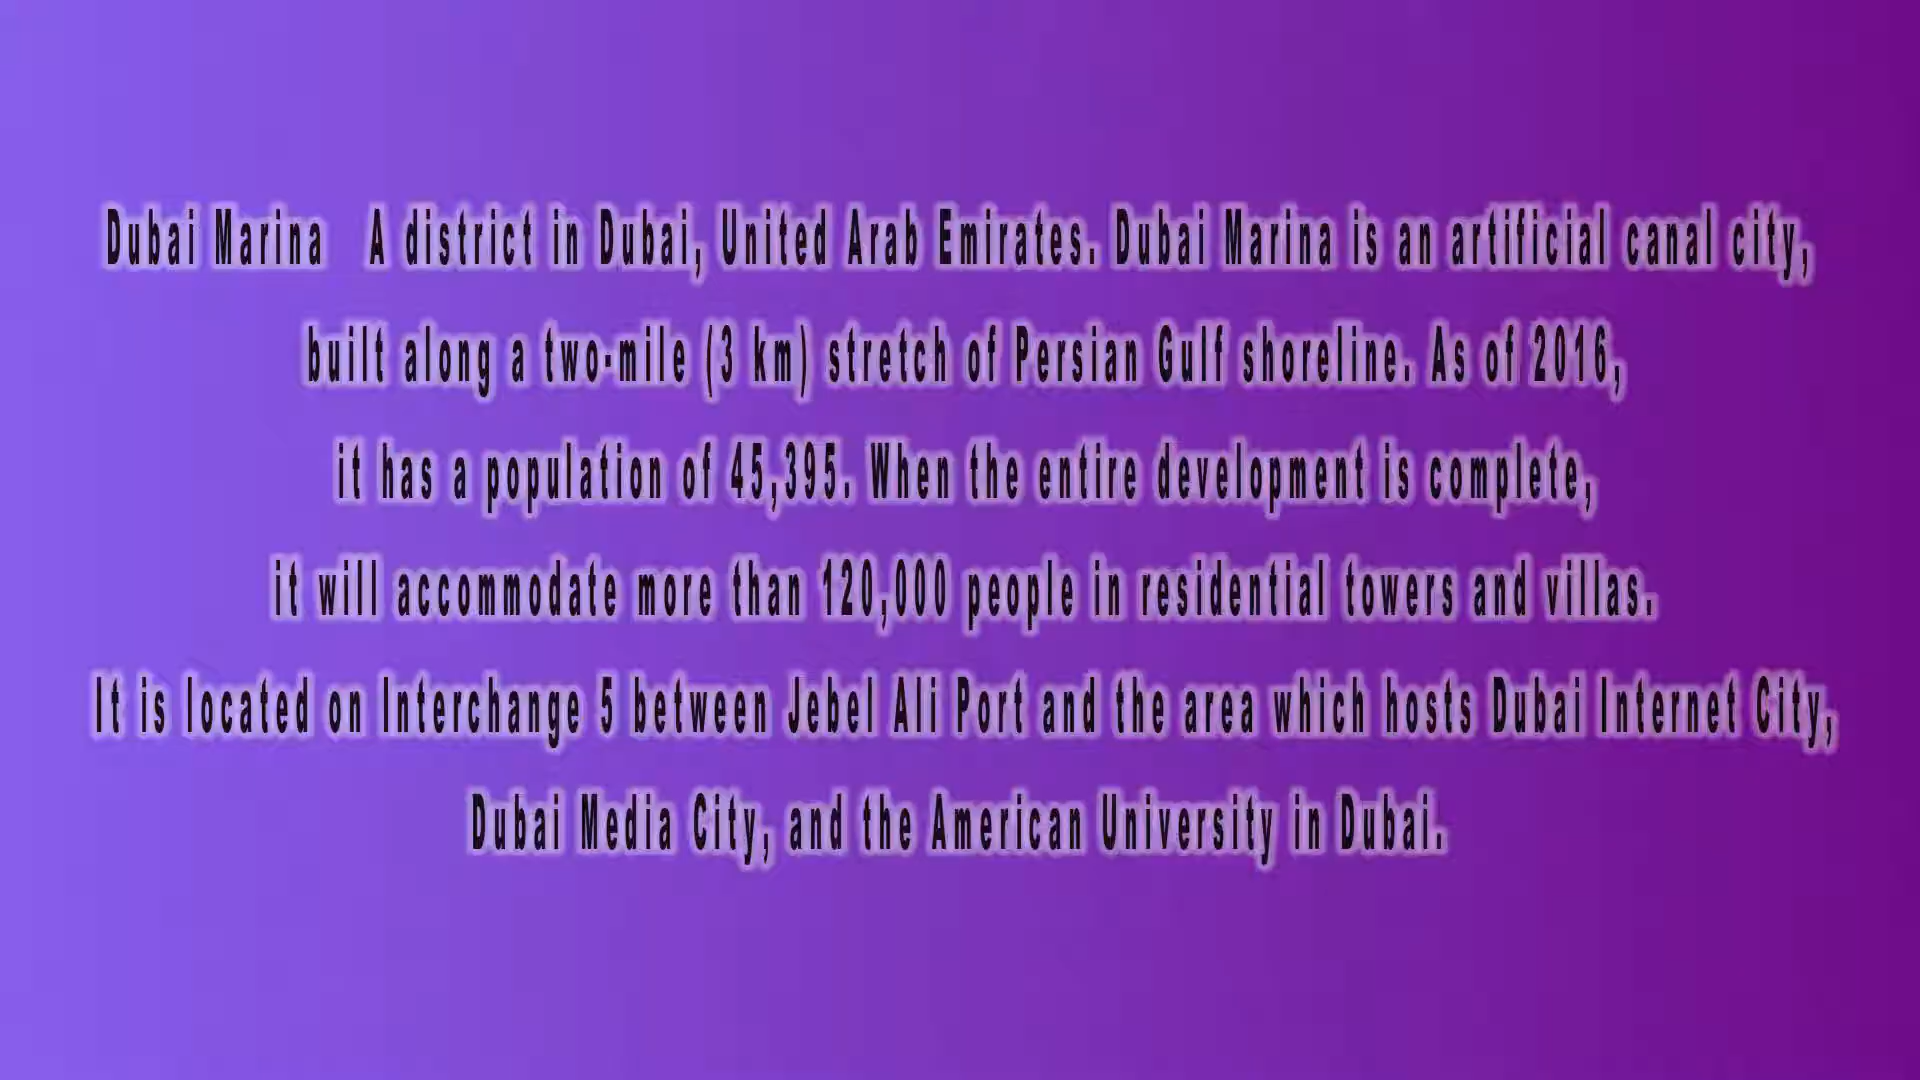 Dubai Marina A district in Dubai, United Arab Emirates. Dubai Marina is an artificial canal city,
built along a two-mile (3 km) stretch of Persian Gulf shoreline. As of 2016,
it has a population of 45,395. When the entire development is complete,
it will accommodate more than 120,000 people in residential towers and villas.
It is located on Interchange 5 between Jebel Ali Port and the area which hosts Dubai Internet City,
Dubai Media City, and the American University in Dubai.